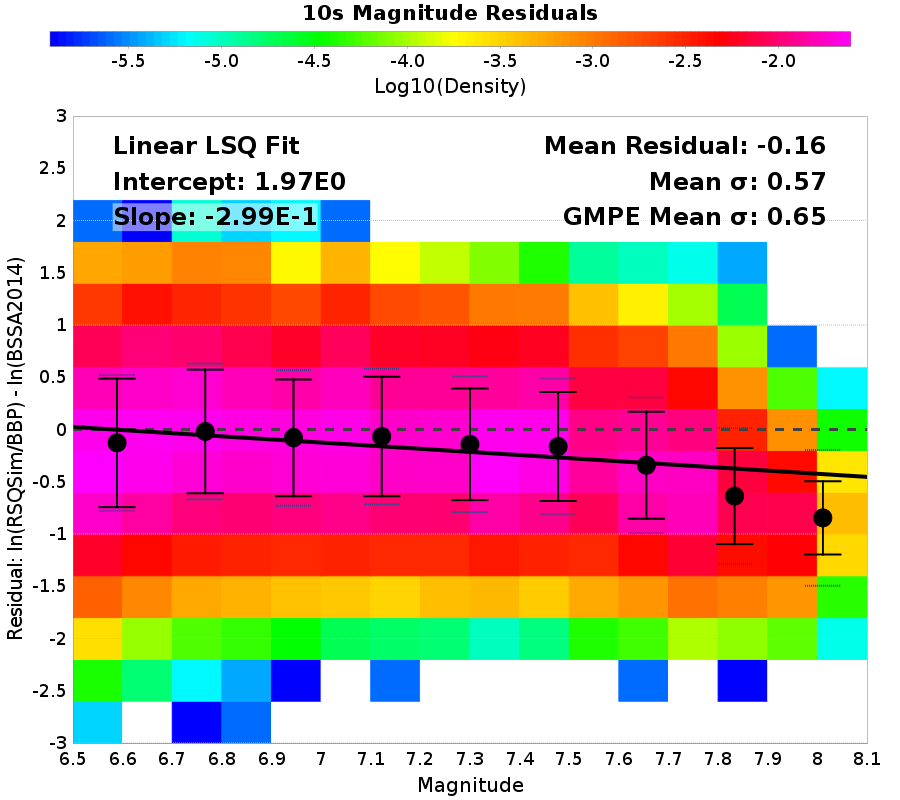 10s Magnitude Residuals
-5.5 -5.0 -4.5 -4.0 -3.5 -3.0 -2.5 -2.0
Log10(Density)
Linear LSQ Fit
Intercept: 1.97E0
Slope: -2.99E-1
Mean Residual: -0.16
Mean σ: 0.57
GMPE Mean σ: 0.65
Residual: ln(RSQSim/BBP) - ln(BSSA2014)
3
2.5
2
1.5
1
0.5
0
-0.5
-1
-1.5
-2
-2.5
-3
6.5 6.6 6.7 6.8 6.9 7 7.1 7.2 7.3 7.4 7.5 7.6 7.7 7.8 7.9 8 8.1
Magnitude